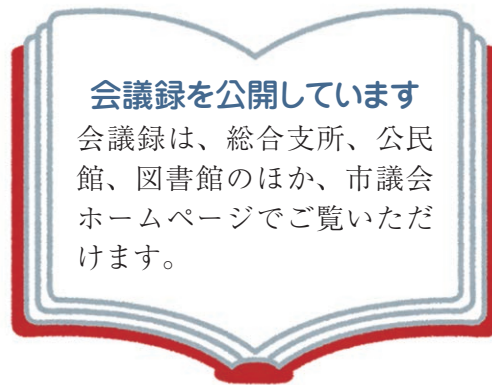 会議録を公開しています
会議録は、総合支所、公民
館、図書館のほか、市議会
ホームページでご覧いただ
けます。